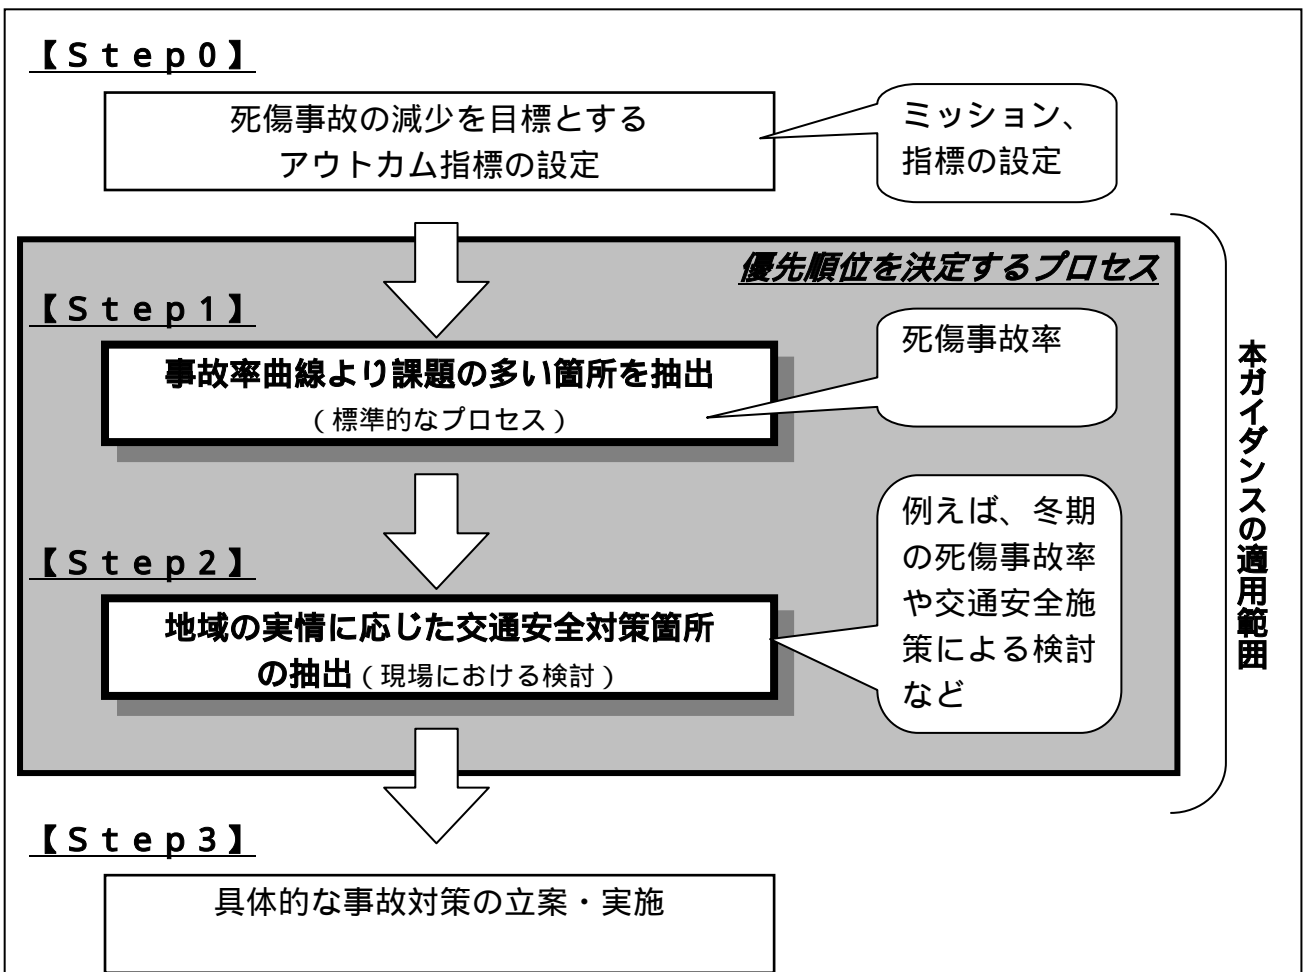 【Ｓｔｅｐ０】
死傷事故の減少を目標とする
アウトカム指標の設定
ミッション、
指標の設定
優先順位を決定するプロセス
【Ｓｔｅｐ１】
事故率曲線より課題の多い箇所を抽出
（標準的なプロセス）
死傷事故率
【Ｓｔｅｐ２】
地域の実情に応じた交通安全対策箇所
の抽出（現場における検討）
例えば、冬期
の死傷事故率
や交通安全施
策による検討
など
本ガイダンスの適用範囲
【Ｓｔｅｐ３】
具体的な事故対策の立案・実施